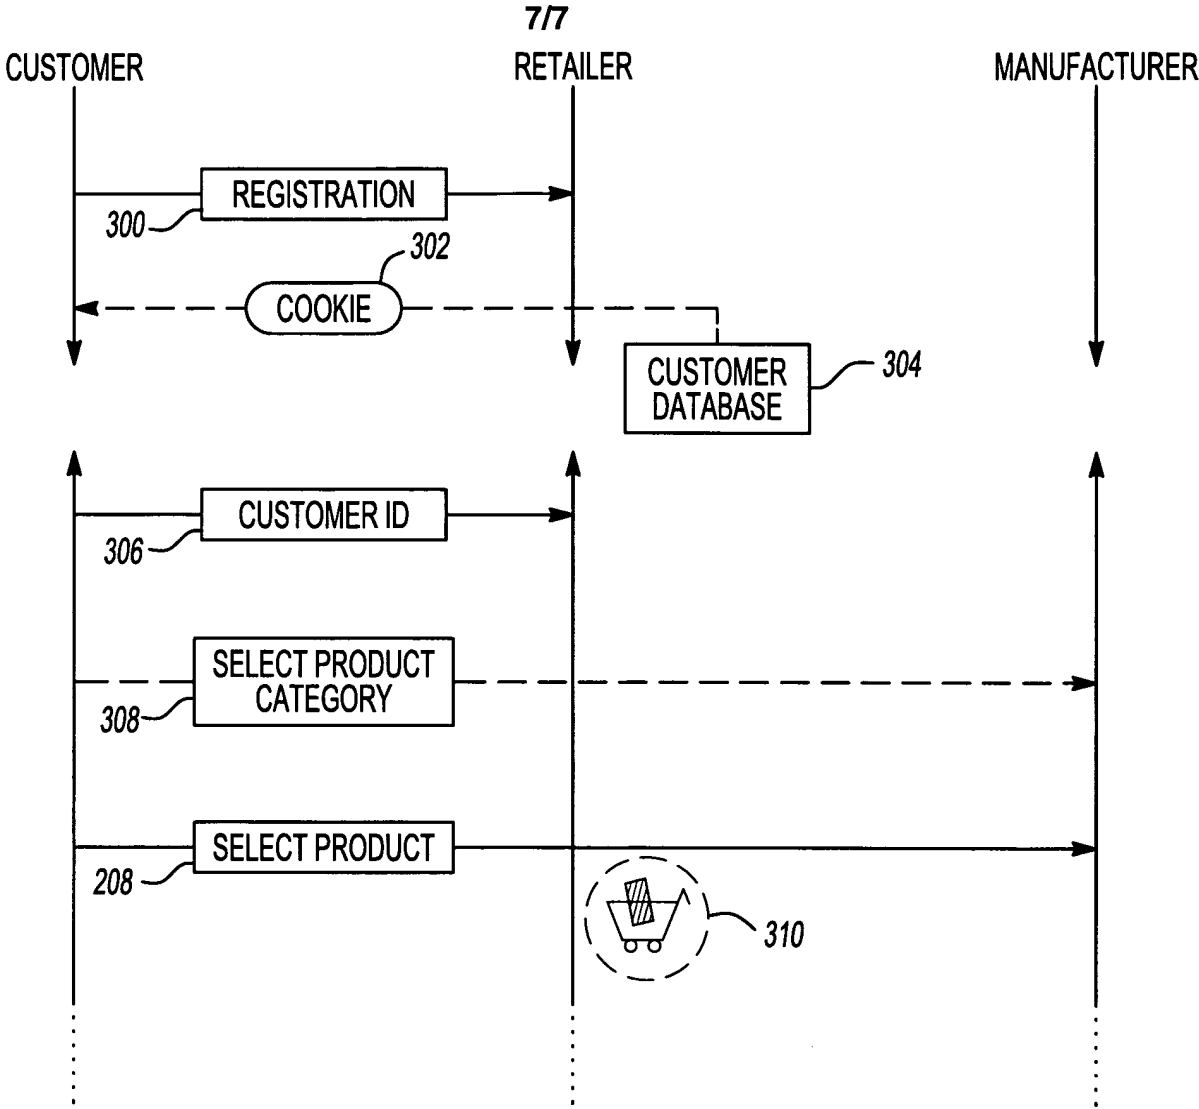 7/7
CUSTOMER
RETAILER
MANUFACTURER
REGISTRATION
300
302
COOKIE
CUSTOMER
DATABASE
304
CUSTOMER ID
306
SELECT PRODUCT
CATEGORY
308
SELECT PRODUCT
208
310